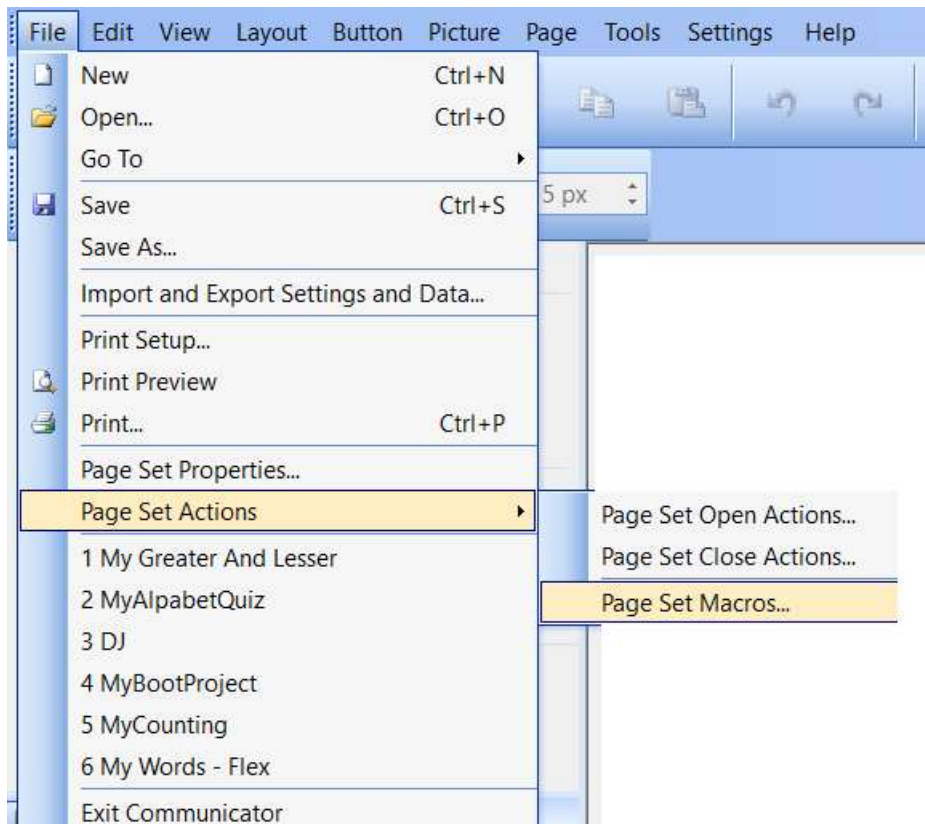 File Edit View Layout Button Picture Page Tools Settings Help
New Ctrl+N
Open... Ctrl+O
Go To
5 px
Save Ctrl+S
Save As...
Import and Export Settings and Data...
Print Setup...
Print Preview
Print... Ctrl+P
Page Set Properties...
Page Set Actions
Page Set Open Actions...
Page Set Close Actions...
Page Set Macros...
1 My Greater And Lesser
2 MyAlpabetQuiz
3 DJ
4 MyBootProject
5 MyCounting
6 My Words - Flex
Exit Communicator